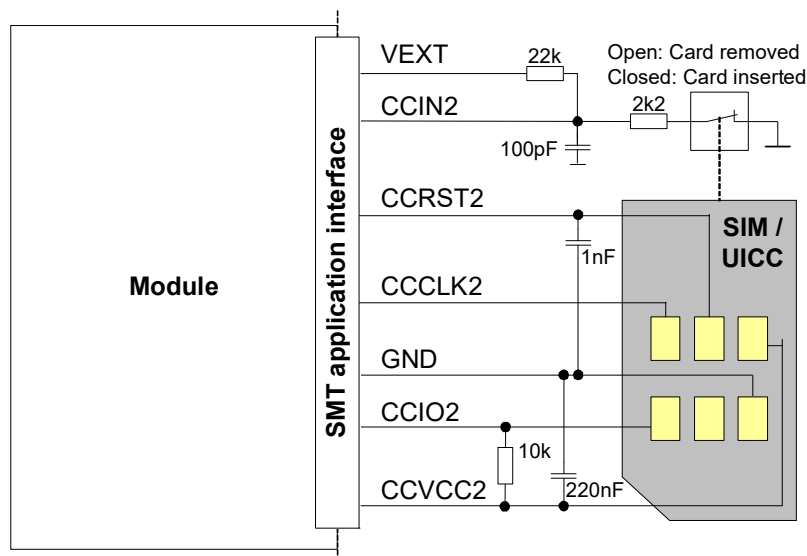 VEXT
22k
Open: Card removed
Closed: Card inserted
CCIN2
2k2
100pF
CCRST2
SIM /
UICC
1nF
Module
SMT application interface
CCCLK2
GND
CCIO2
10k
220nF
CCVCC2